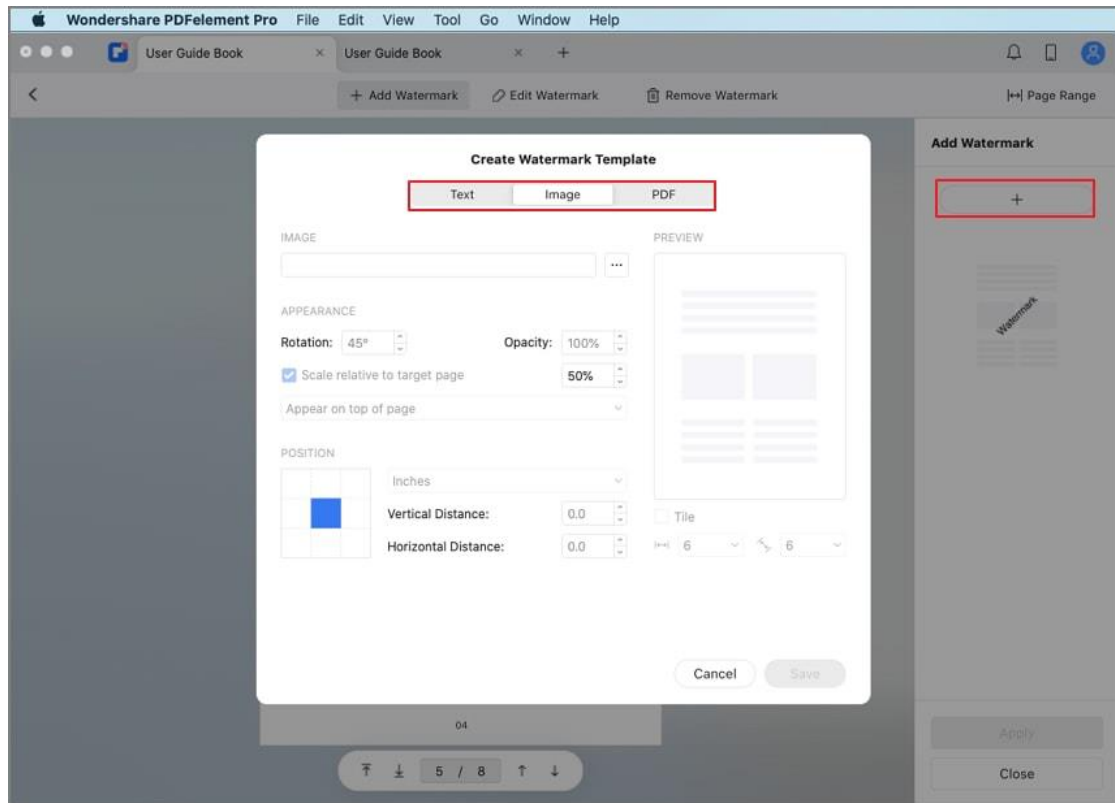 Wondershare PDFelement Pro File Edit View Tool Go Window Help
User Guide Book × User Guide Book × +
+ Add Watermark Edit Watermark Remove Watermark Page Range
Add Watermark
+
Watermark
Create Watermark Template
Text Image PDF
IMAGE
...
PREVIEW
APPEARANCE
Rotation: 45° Opacity: 100%
Scale relative to target page 50%
Appear on top of page
POSITION
Inches
Vertical Distance: 0.0
Horizontal Distance: 0.0
Tile
6 6
Cancel Save
04
5 / 8
Apply
Close